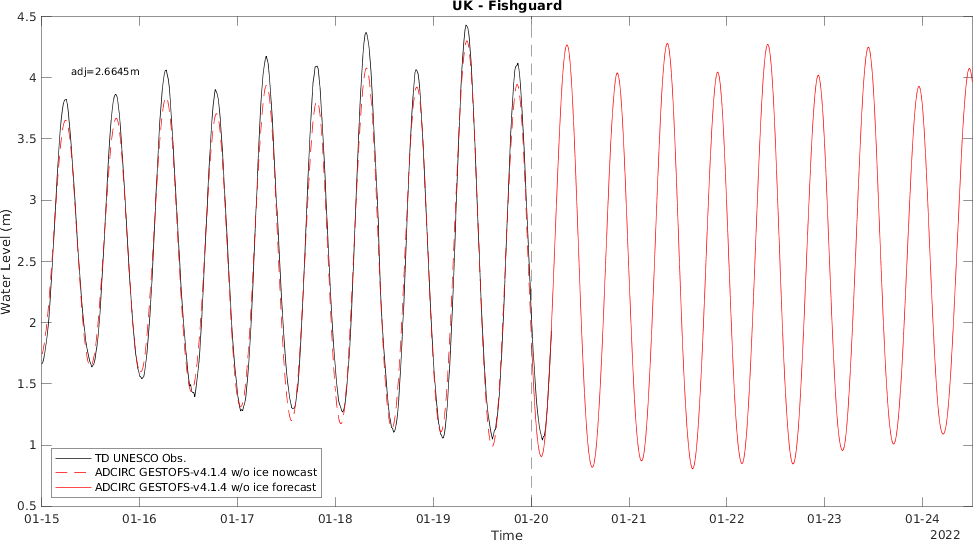 UK - Fishguard
adj=2.6645m
4.5
4
3.5
3
2.5
2
1.5
1
0.5
Water Level (m)
TD UNESCO Obs.
ADCIRC GESTOFS-v4.1.4 w/o ice nowcast
ADCIRC GESTOFS-v4.1.4 w/o ice forecast
01-15 01-16 01-17 01-18 01-19 01-20 01-21 01-22 01-23 01-24
Time
2022